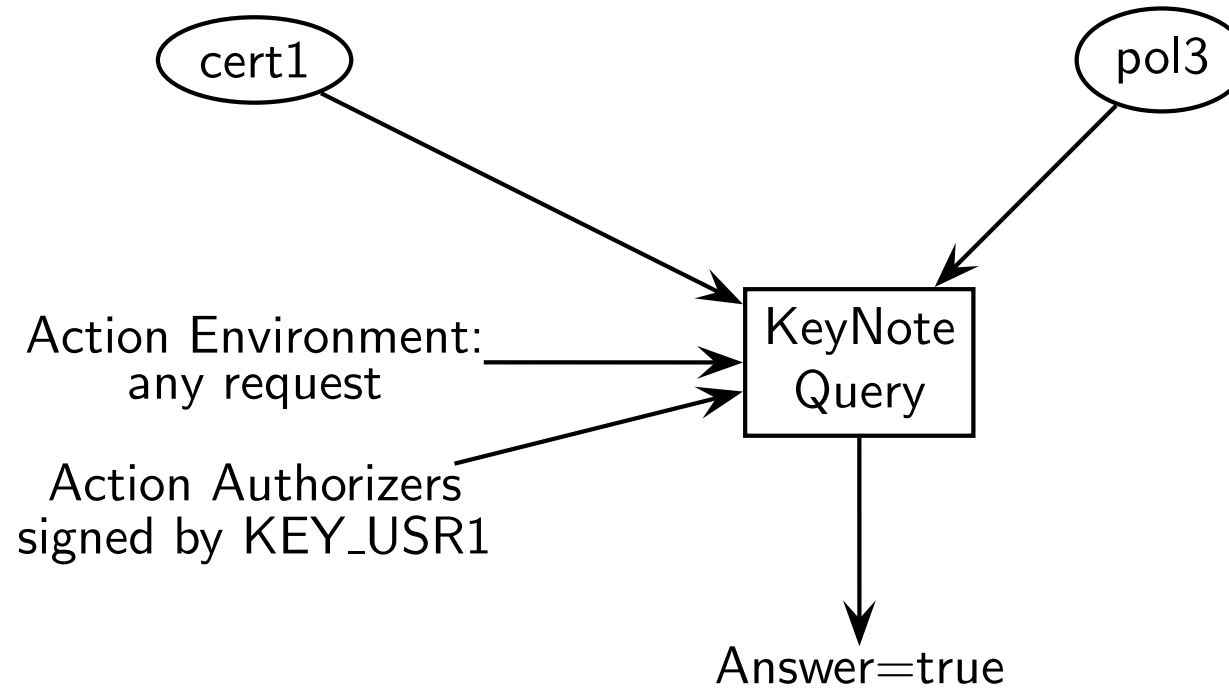 cert1
pol3
Action Environment:
any request
KeyNote
Query
Action Authorizers
signed by KEY_USR1
Answer=true